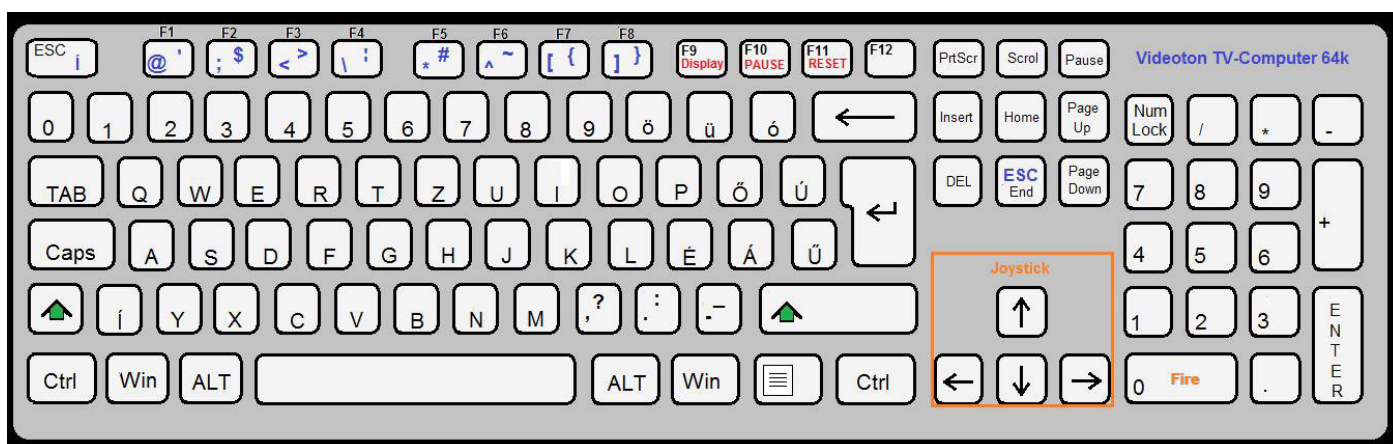 F1 F2 F3 F4 F5 F6 F7 F8
ESC í @ ' ; $ < > \ ¦ * # ^ ~ [ { ] } F9 Display F10 PAUSE F11 RESET F12 PrtScr Scrol Pause Videoton TV-Computer 64k
0 1 2 3 4 5 6 7 8 9 ö ü ó ← Insert Home Page Up Num Lock / * -
TAB Q W E R T Z U I O P Ő Ú ↵ DEL ESC End Page Down 7 8 9 +
Caps A S D F G H J K L É Á Ű 4 5 6
Joystick
Í Y X C V B N M , ? . : . – ↑ 1 2 3 ENTER
Ctrl Win ALT ALT Win Ctrl ← ↓ → 0 Fire .